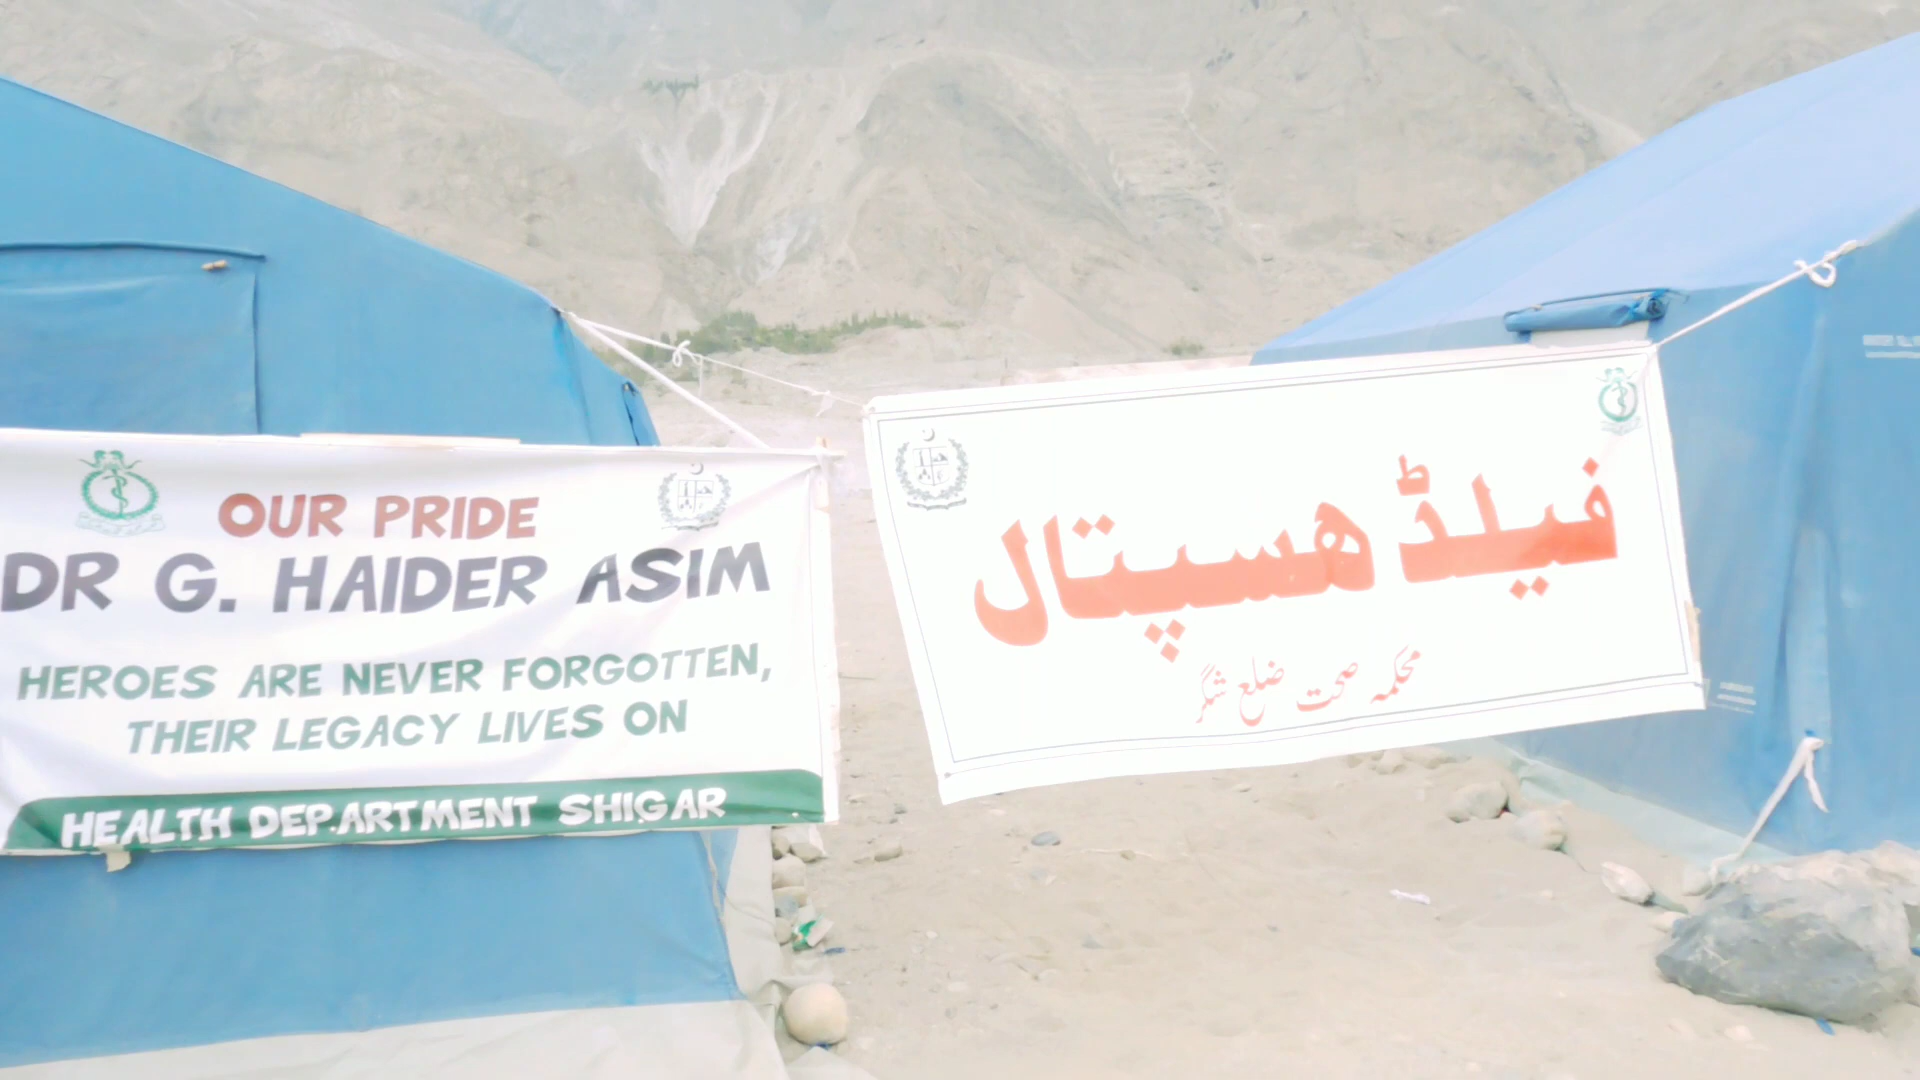 OUR PRIDE
DR G. HAIDER ASIM
HEROES ARE NEVER FORGOTTEN,
THEIR LEGACY LIVES ON
HEALTH DEPARTMENT SHIGAR
فیلڈ ھسپتال
محکمہ صحت ضلع شگر